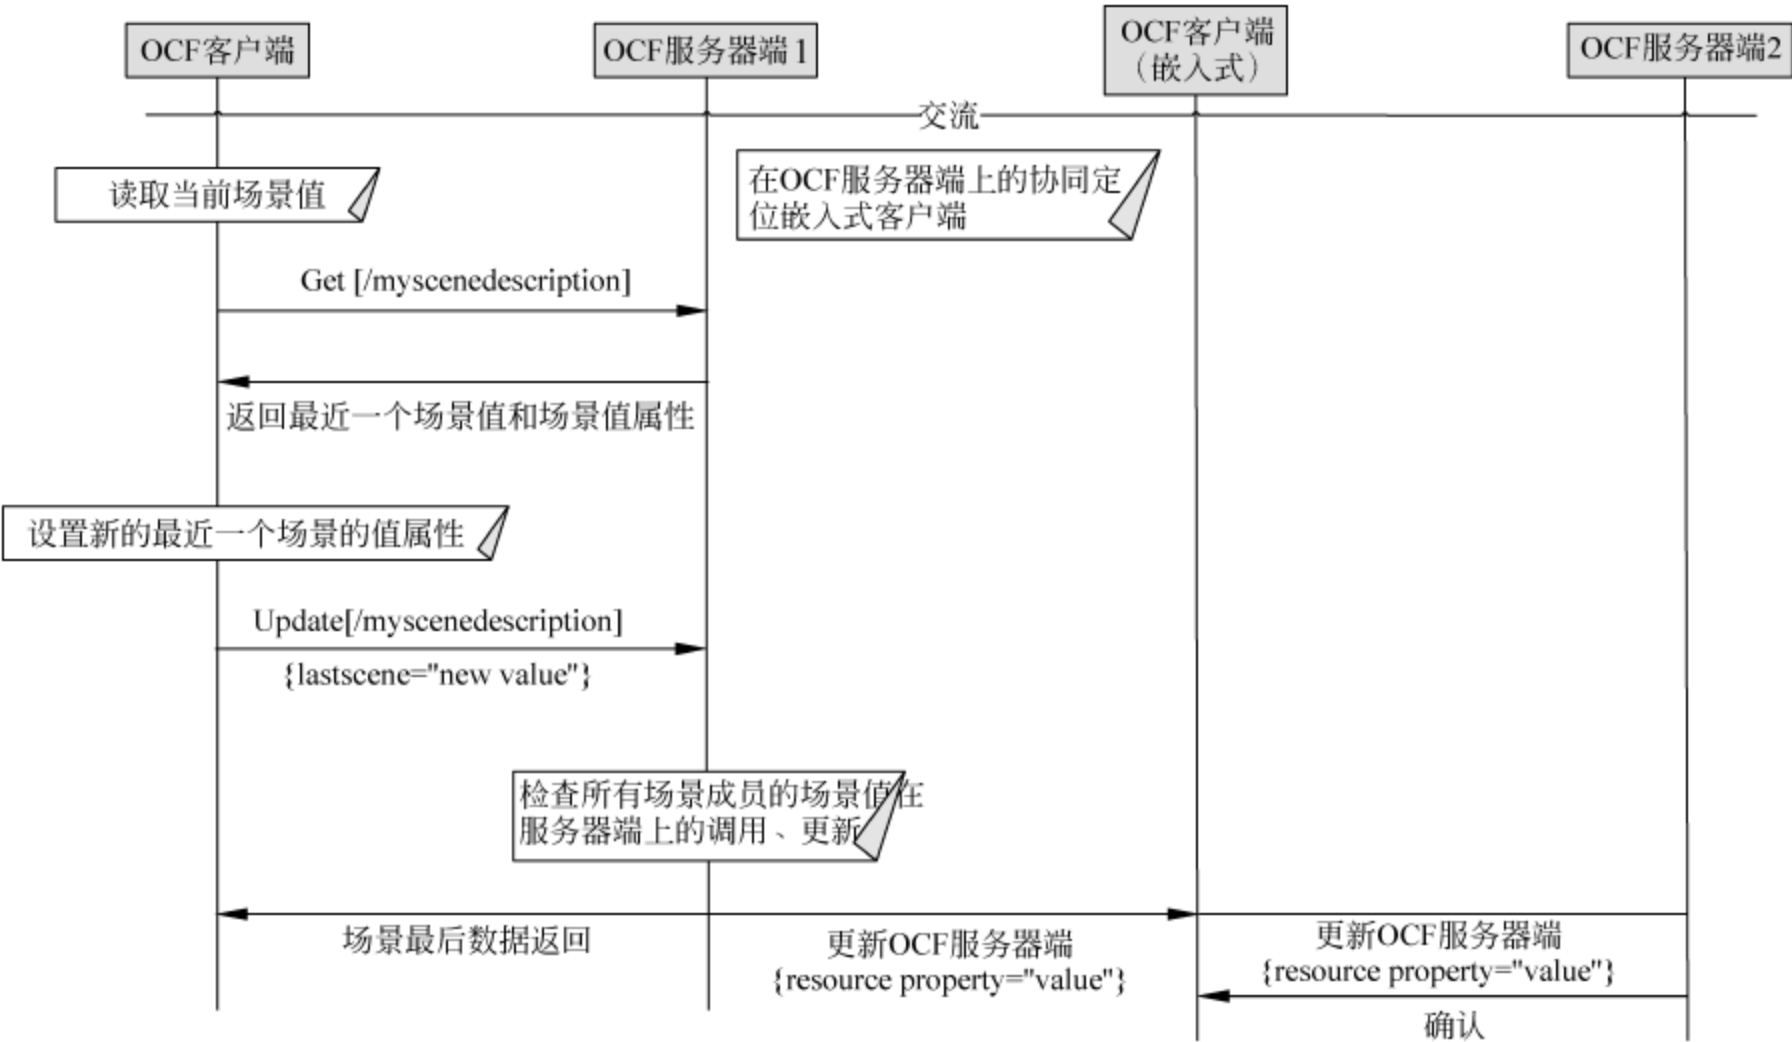 OCF客户端
OCF服务器端1
OCF客户端
（嵌入式）
OCF服务器端2
交流
读取当前场景值
在OCF服务器端上的协同定
位嵌入式客户端
Get [/myscenedescription]
返回最近一个场景值和场景值属性
设置新的最近一个场景的值属性
Update[/myscenedescription]
{lastscene="new value"}
检查所有场景成员的场景值在
服务器端上的调用、更新
场景最后数据返回
更新OCF服务器端
{resource property="value"}
更新OCF服务器端
{resource property="value"}
确认